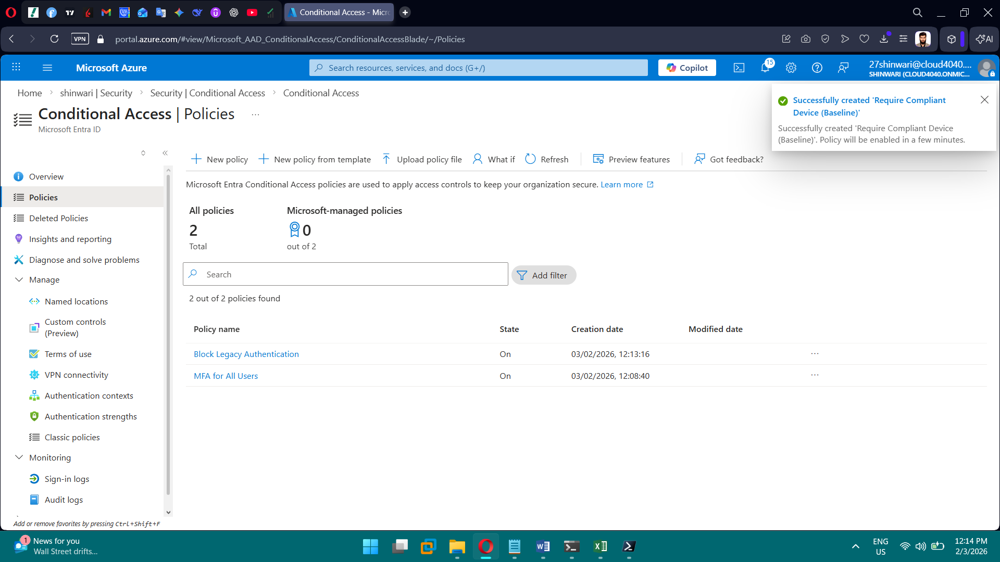 Conditional Access - Micro
VPN
portal.azure.com/#view/Microsoft_AAD_ConditionalAccess/ConditionalAccessBlade/~/Policies
AI
Microsoft Azure
Search resources, services, and docs (G+/)
Copilot
15
27shinwari@cloud4040....
SHINWARI (CLOUD4040.ONMIC...
Home
shinwari | Security
Security | Conditional Access
Conditional Access
Conditional Access | Policies
...
Microsoft Entra ID
Successfully created 'Require Compliant
Device (Baseline)'
Successfully created 'Require Compliant Device
(Baseline)'. Policy will be enabled in a few minutes.
New policy
New policy from template
Upload policy file
What if
Refresh
Preview features
Got feedback?
Overview
Policies
Deleted Policies
Insights and reporting
Diagnose and solve problems
Manage
Named locations
Custom controls
(Preview)
Terms of use
VPN connectivity
Authentication contexts
Authentication strengths
Classic policies
Monitoring
Sign-in logs
Audit logs
Add or remove favorites by pressing Ctrl+Shift+F
Microsoft Entra Conditional Access policies are used to apply access controls to keep your organization secure. Learn more
All policies
2
Total
Microsoft-managed policies
0
out of 2
Search
Add filter
2 out of 2 policies found
Policy name State Creation date Modified date
Block Legacy Authentication On 03/02/2026, 12:13:16 ...
MFA for All Users On 03/02/2026, 12:08:40 ...
1
News for you
Wall Street drifts...
ENG
US
12:14 PM
2/3/2026